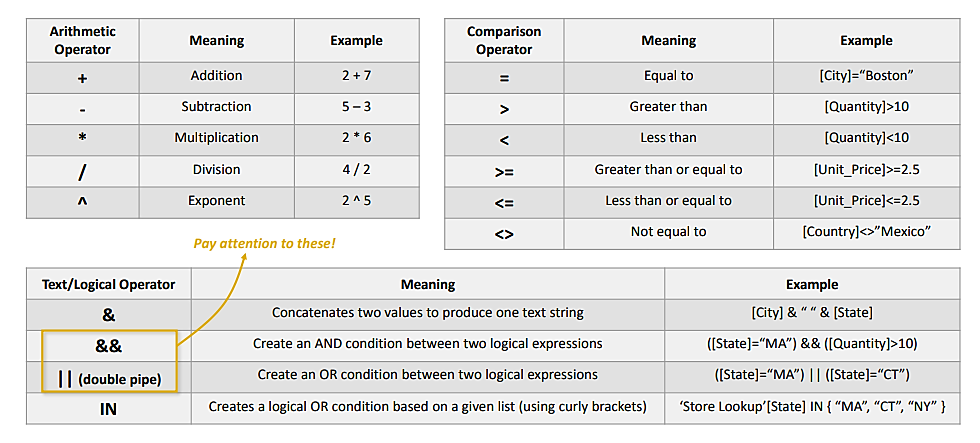 Arithmetic Operator Meaning Example
+ Addition 2 + 7
- Subtraction 5 – 3
* Multiplication 2 * 6
/ Division 4 / 2
^ Exponent 2 ^ 5
Comparison Operator Meaning Example
= Equal to [City]=“Boston”
> Greater than [Quantity]>10
< Less than [Quantity]<10
>= Greater than or equal to [Unit_Price]>=2.5
<= Less than or equal to [Unit_Price]<=2.5
<> Not equal to [Country]<>”Mexico”
Pay attention to these!
Text/Logical Operator Meaning Example
& Concatenates two values to produce one text string [City] & “ “ & [State]
&& Create an AND condition between two logical expressions ([State]=“MA”) && ([Quantity]>10)
|| (double pipe) Create an OR condition between two logical expressions ([State]=“MA”) || ([State]=“CT”)
IN Creates a logical OR condition based on a given list (using curly brackets) ‘Store Lookup’[State] IN { “MA”, “CT”, “NY” }